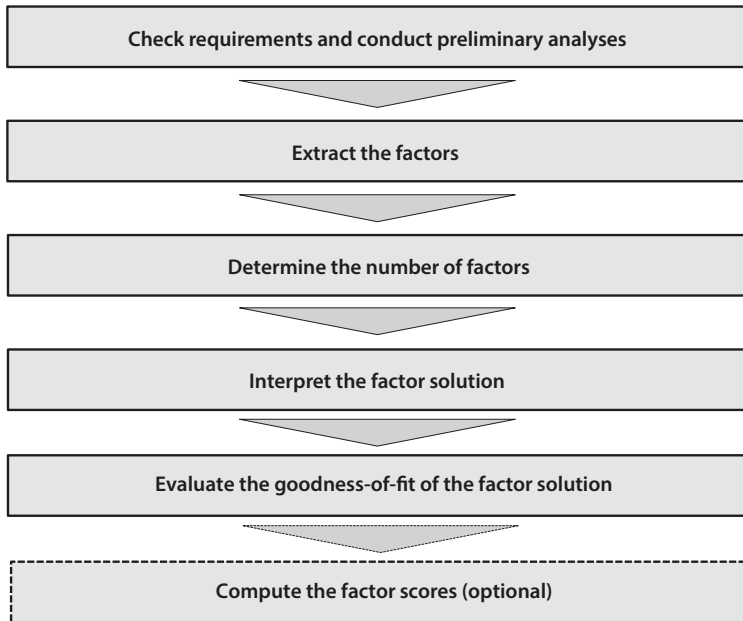 Check requirements and conduct preliminary analyses
Extract the factors
Determine the number of factors
Interpret the factor solution
Evaluate the goodness-of-fit of the factor solution
Compute the factor scores (optional)